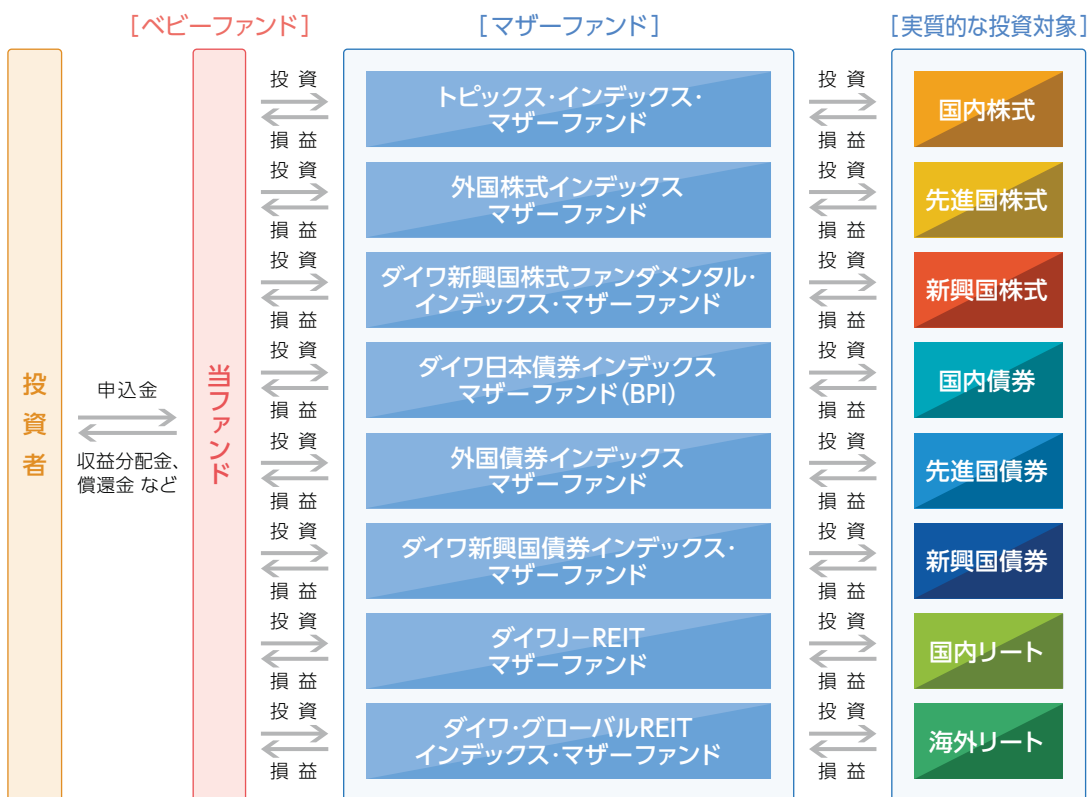 [ベビーファンド]
[マザーファンド]
[実質的な投資対象]
投資者
申込金
収益分配金、
償還金 など
当ファンド
投資
損益
トピックス・インデックス・
マザーファンド
投資
損益
国内株式
投資
損益
外国株式インデックス
マザーファンド
投資
損益
先進国株式
投資
損益
ダイワ新興国株式ファンダメンタル・
インデックス・マザーファンド
投資
損益
新興国株式
投資
損益
ダイワ日本債券インデックス
マザーファンド(BPI)
投資
損益
国内債券
投資
損益
外国債券インデックス
マザーファンド
投資
損益
先進国債券
投資
損益
ダイワ新興国債券インデックス・
マザーファンド
投資
損益
新興国債券
投資
損益
ダイワJ-REIT
マザーファンド
投資
損益
国内リート
投資
損益
ダイワ・グローバルREIT
インデックス・マザーファンド
投資
損益
海外リート